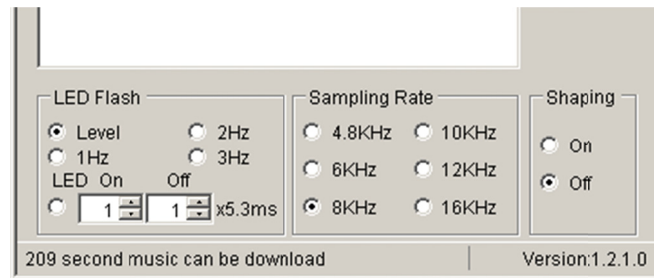 LED Flash Sampling Rate Shaping
Level 2Hz 4.8KHz 10KHz On
1Hz 3Hz 6KHz 12KHz Off
LED On Off
1 1 x5.3ms 8KHz 16KHz
209 second music can be download Version:1.2.1.0